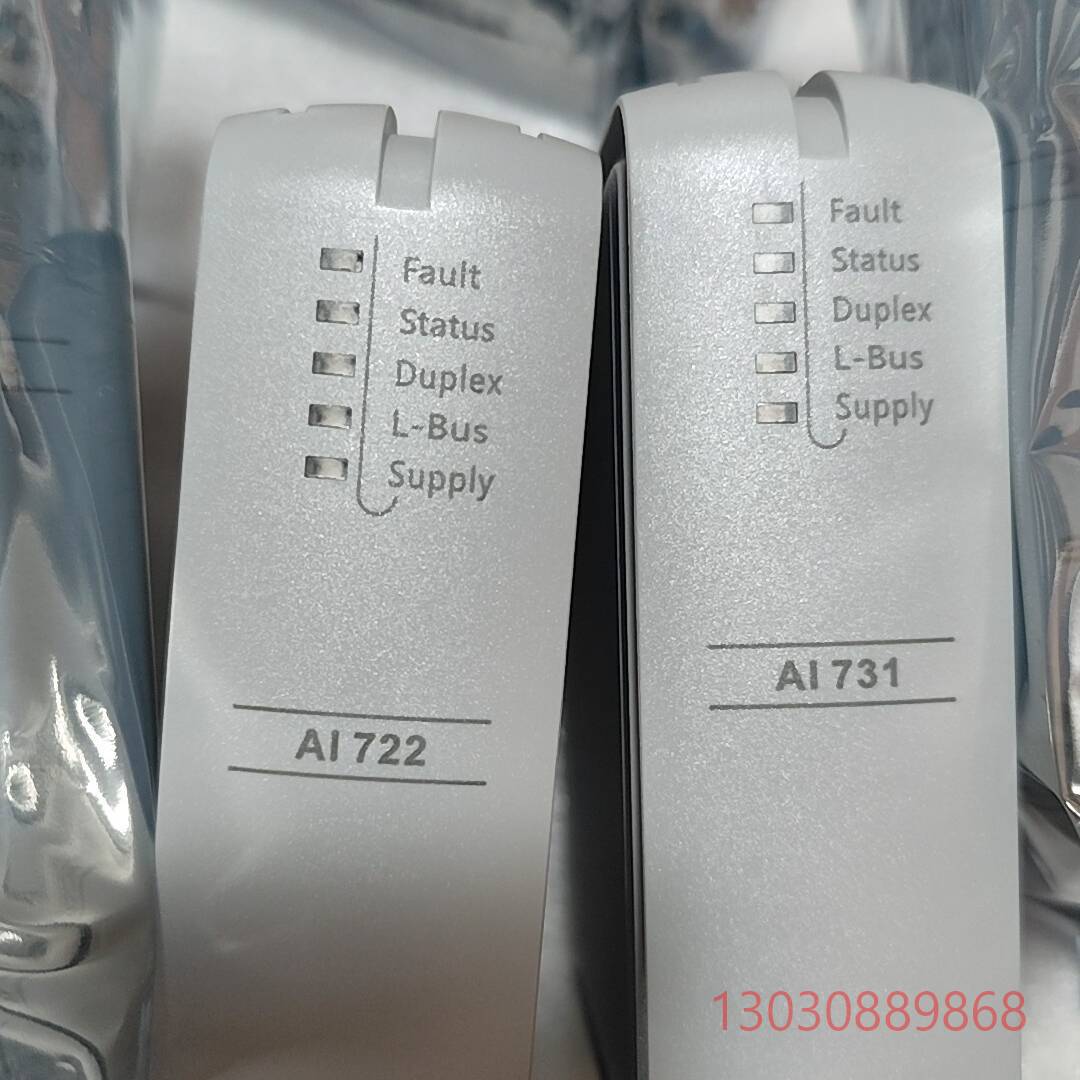 Fault
Status
Duplex
L-Bus
Supply
AI 722
Fault
Status
Duplex
L-Bus
Supply
AI 731
13030889868